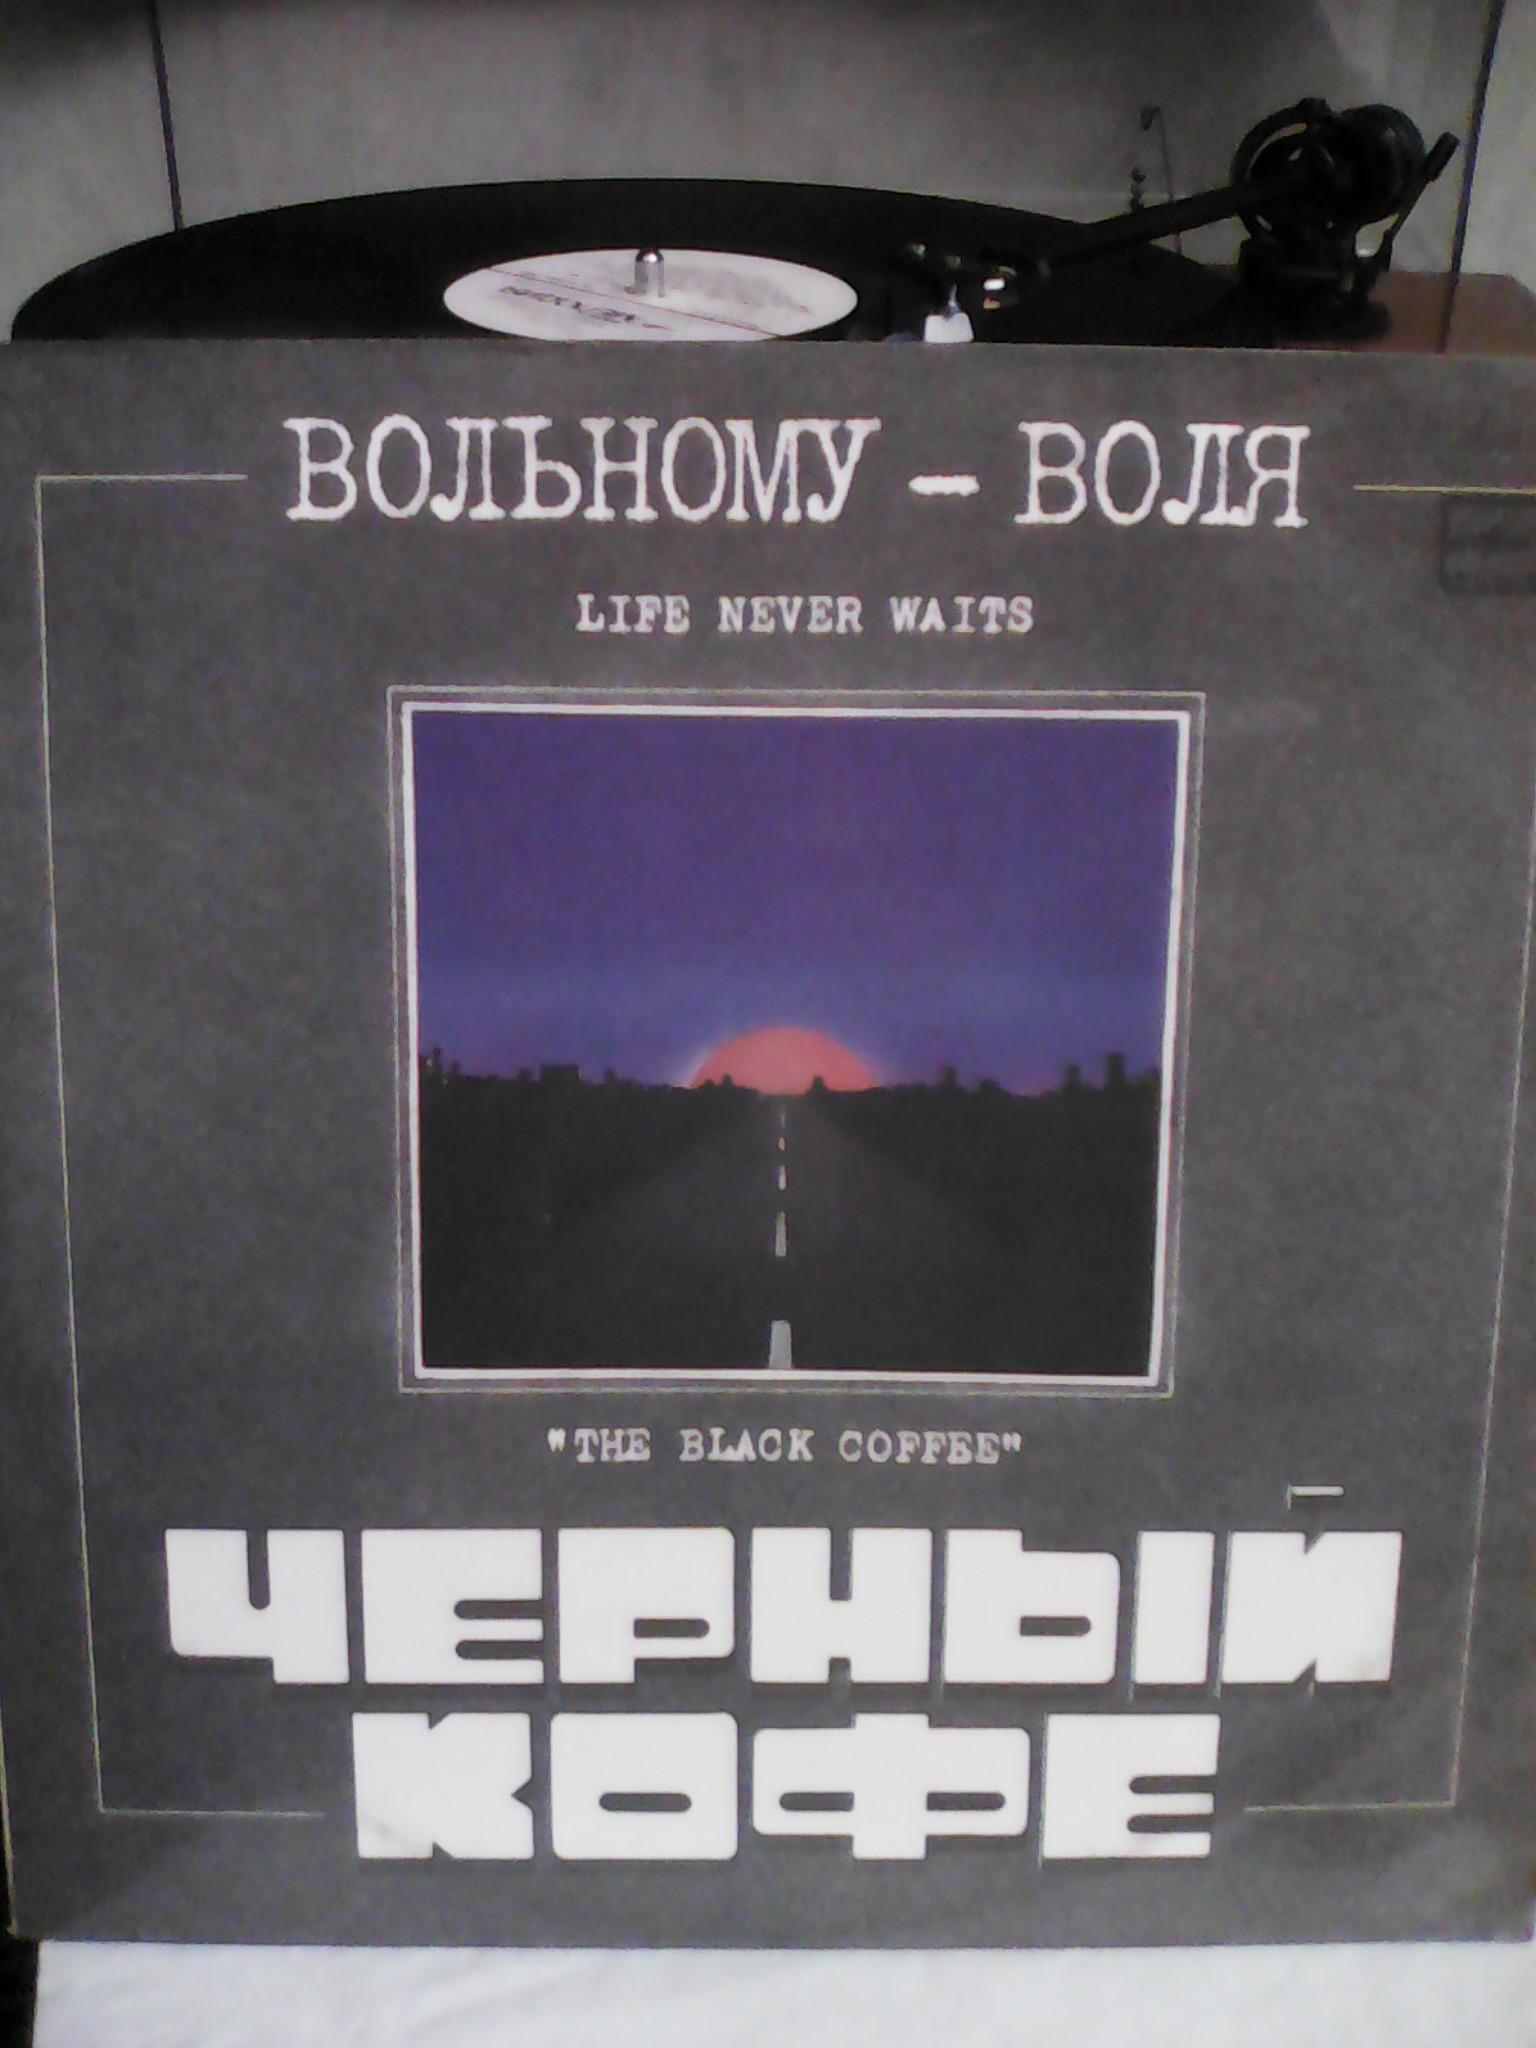 ВОЛЬНОМУ – ВОЛЯ
LIFE NEVER WAITS
"THE BLACK COFFEE"
ЧЕРНЫЙ
КОФЕ